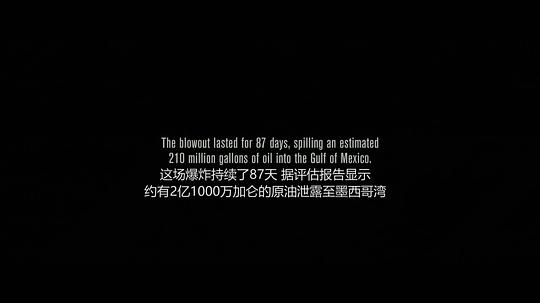 The blowout lasted for 87 days, spilling an estimated
210 million gallons of oil into the Gulf of Mexico.
这场爆炸持续了87天 据评估报告显示
约有2亿1000万加仑的原油泄露至墨西哥湾